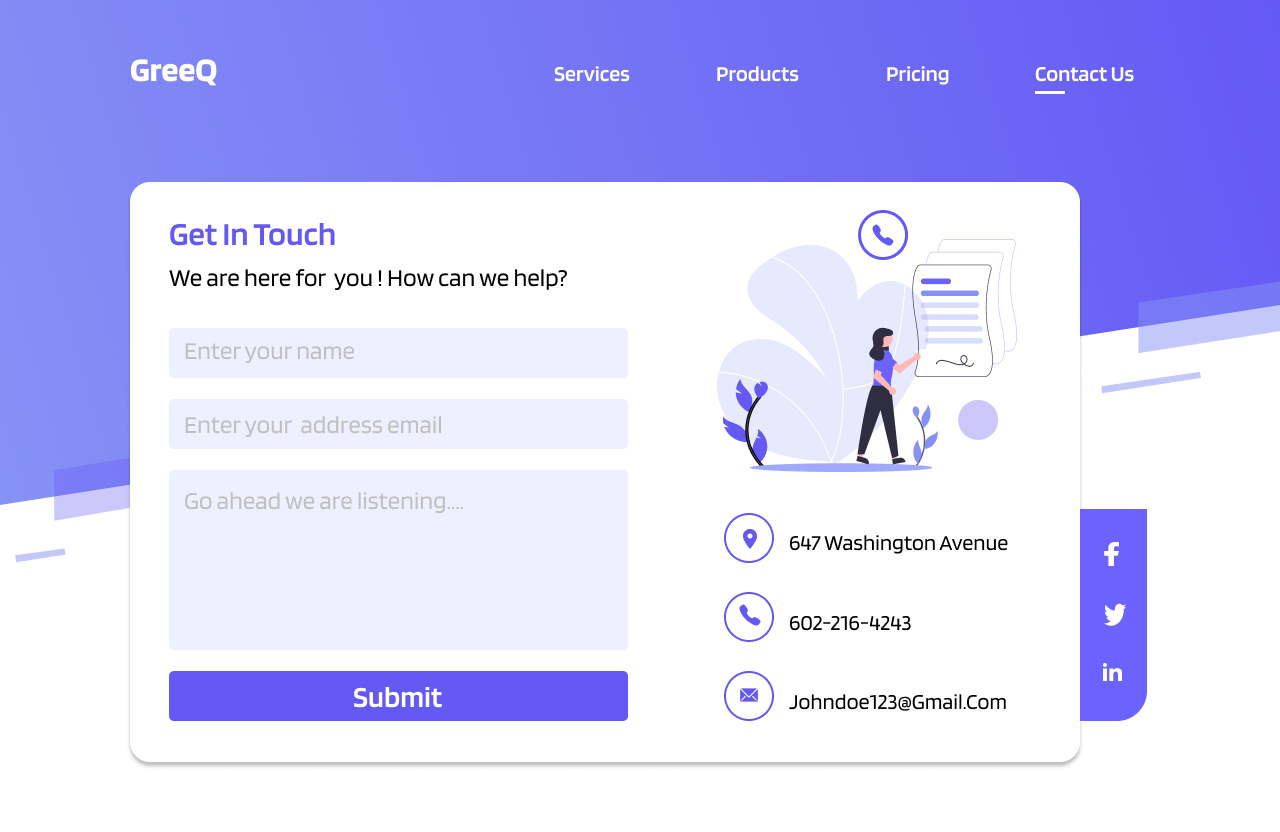 GreeQ
Services
Products
Pricing
Contact Us
Get In Touch
We are here for  you ! How can we help?
Enter your name
Enter your  address email
Go ahead we are listening....
Submit
647 Washington Avenue
602-216-4243
Johndoe123@Gmail.Com
f
in